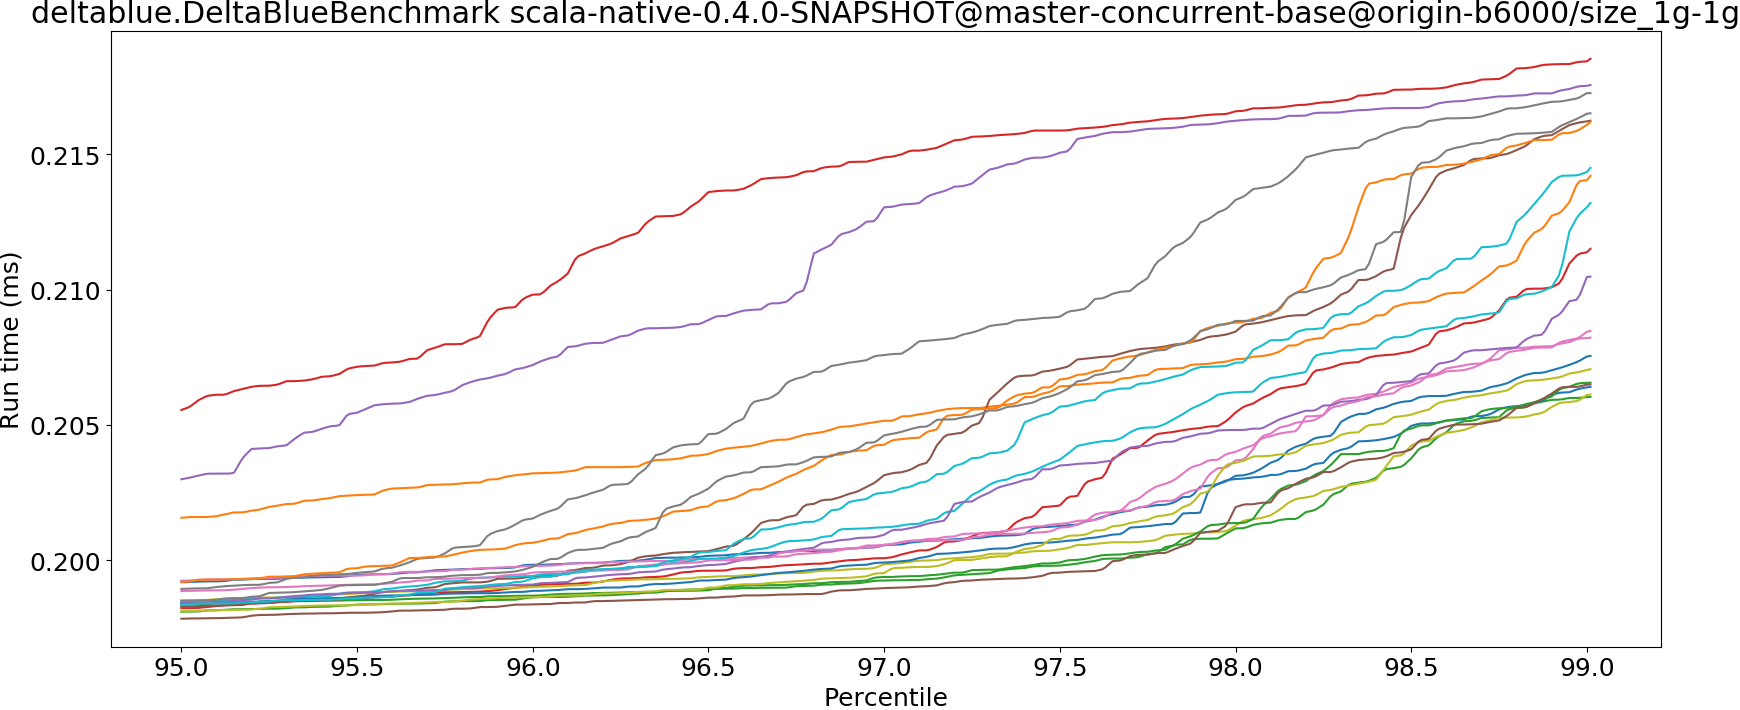 deltablue.DeltaBlueBenchmark scala-native-0.4.0-SNAPSHOT@master-concurrent-base@origin-b6000/size_1g-1g
Run time (ms)
0.215
0.210
0.205
0.200
95.0 95.5 96.0 96.5 97.0 97.5 98.0 98.5 99.0
Percentile